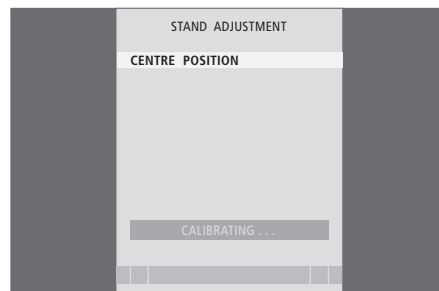 STAND ADJUSTMENT
CENTRE POSITION
CALIBRATING . . .